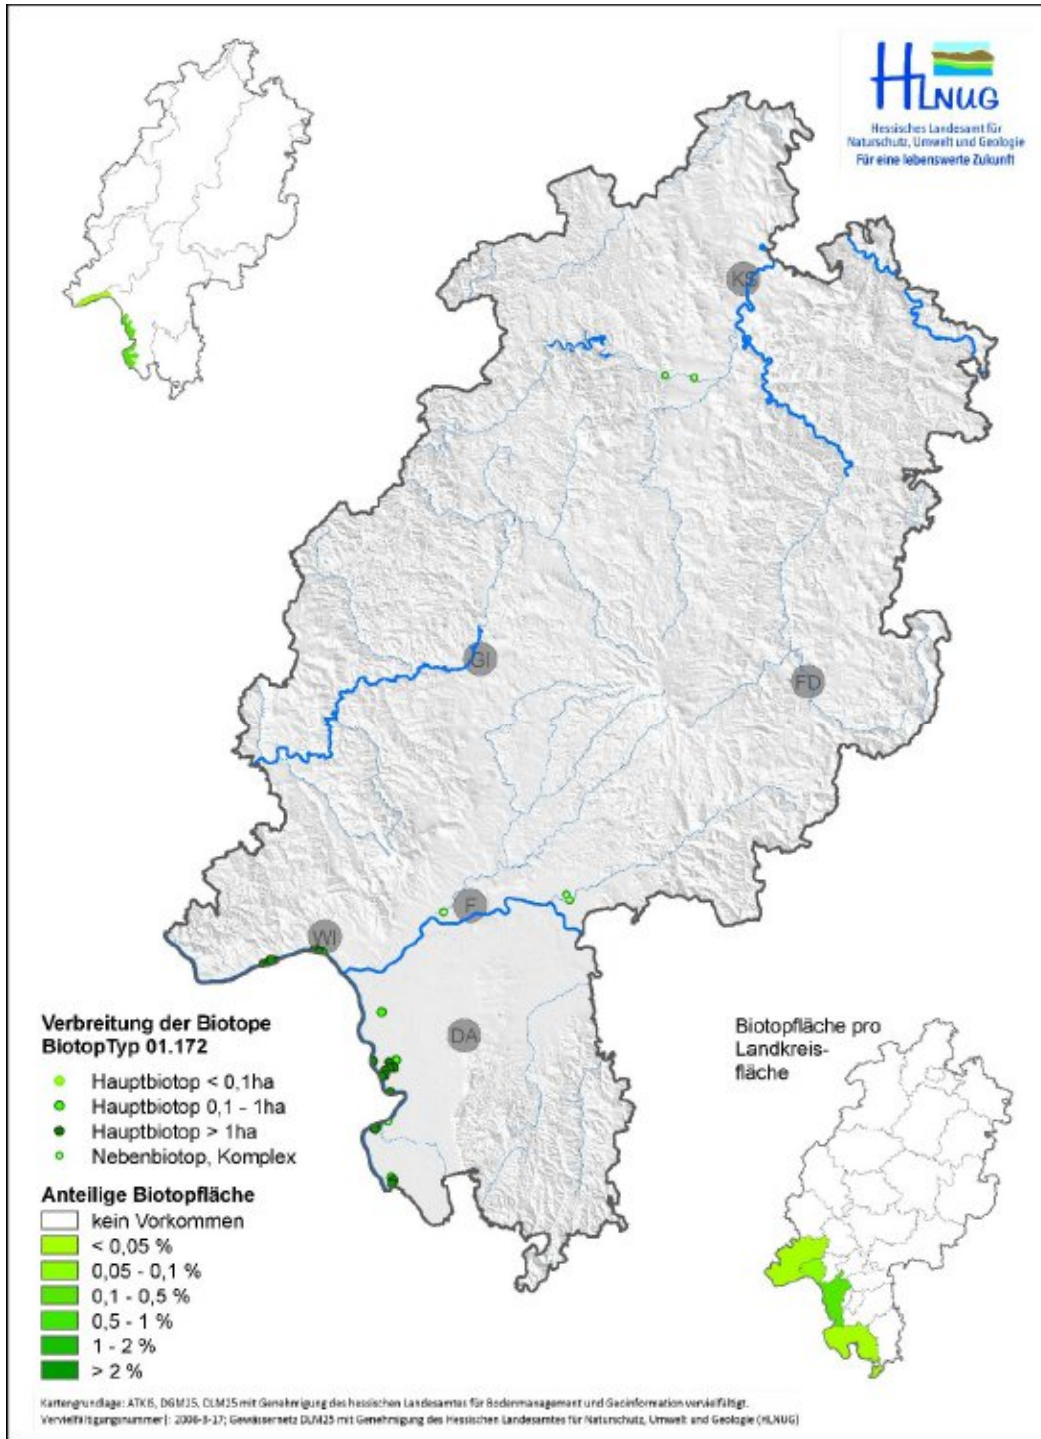 HLNUG
Hessisches Landesamt für
Naturschutz, Umwelt und Geologie
Für eine lebenswerte Zukunft
KS
GI
FD
F
WI
DA
Verbreitung der Biotope
BiotopTyp 01.172
Hauptbiotop < 0,1ha
Hauptbiotop 0,1 - 1ha
Hauptbiotop > 1ha
Nebenbiotop, Komplex
Anteilige Biotopfläche
kein Vorkommen
< 0,05 %
0,05 - 0,1 %
0,1 - 0,5 %
0,5 - 1 %
1 - 2 %
> 2 %
Biotopfläche pro
Landkreis-
fläche
Kartengrundlage: ATKIS, DGM25, DLM25 mit Genehmigung des hessischen Landesamtes für Bodenmanagement und Geoinformation vervielfältigt.
Vervielfältigungsnummer|: 2006-3-17; Gewässernetz DLM25 mit Genehmigung des Hessischen Landesamtes für Naturschutz, Umwelt und Geologie (HLNUG)